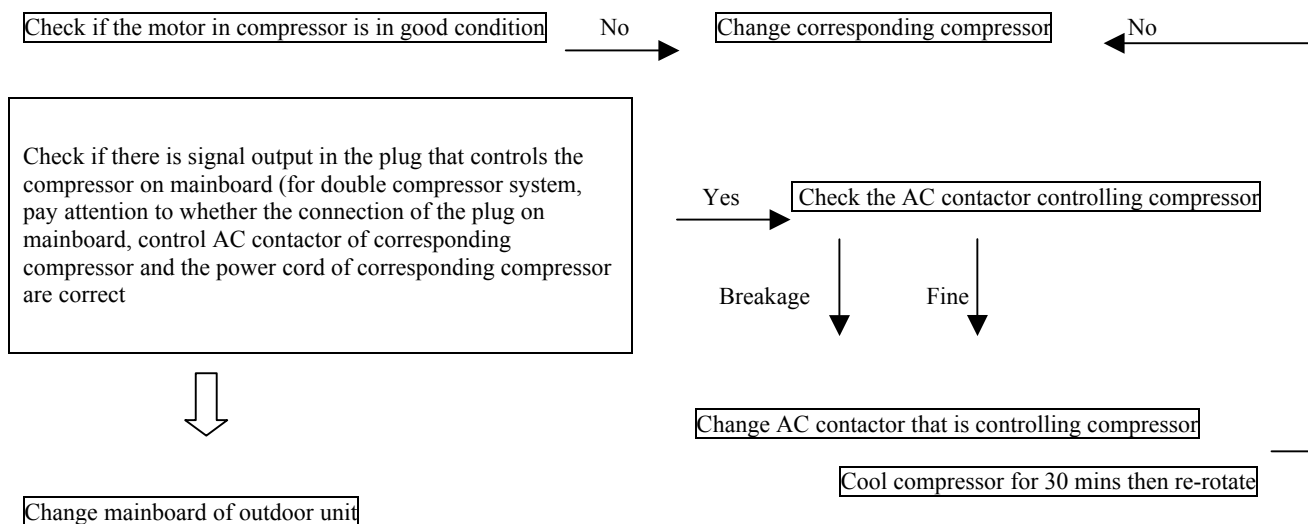 Check if the motor in compressor is in good condition
No
Change corresponding compressor
No
Check if there is signal output in the plug that controls the
compressor on mainboard (for double compressor system,
pay attention to whether the connection of the plug on
mainboard, control AC contactor of corresponding
compressor and the power cord of corresponding compressor
are correct
Yes
Check the AC contactor controlling compressor
Breakage
Fine
Change AC contactor that is controlling compressor
Cool compressor for 30 mins then re-rotate
Change mainboard of outdoor unit